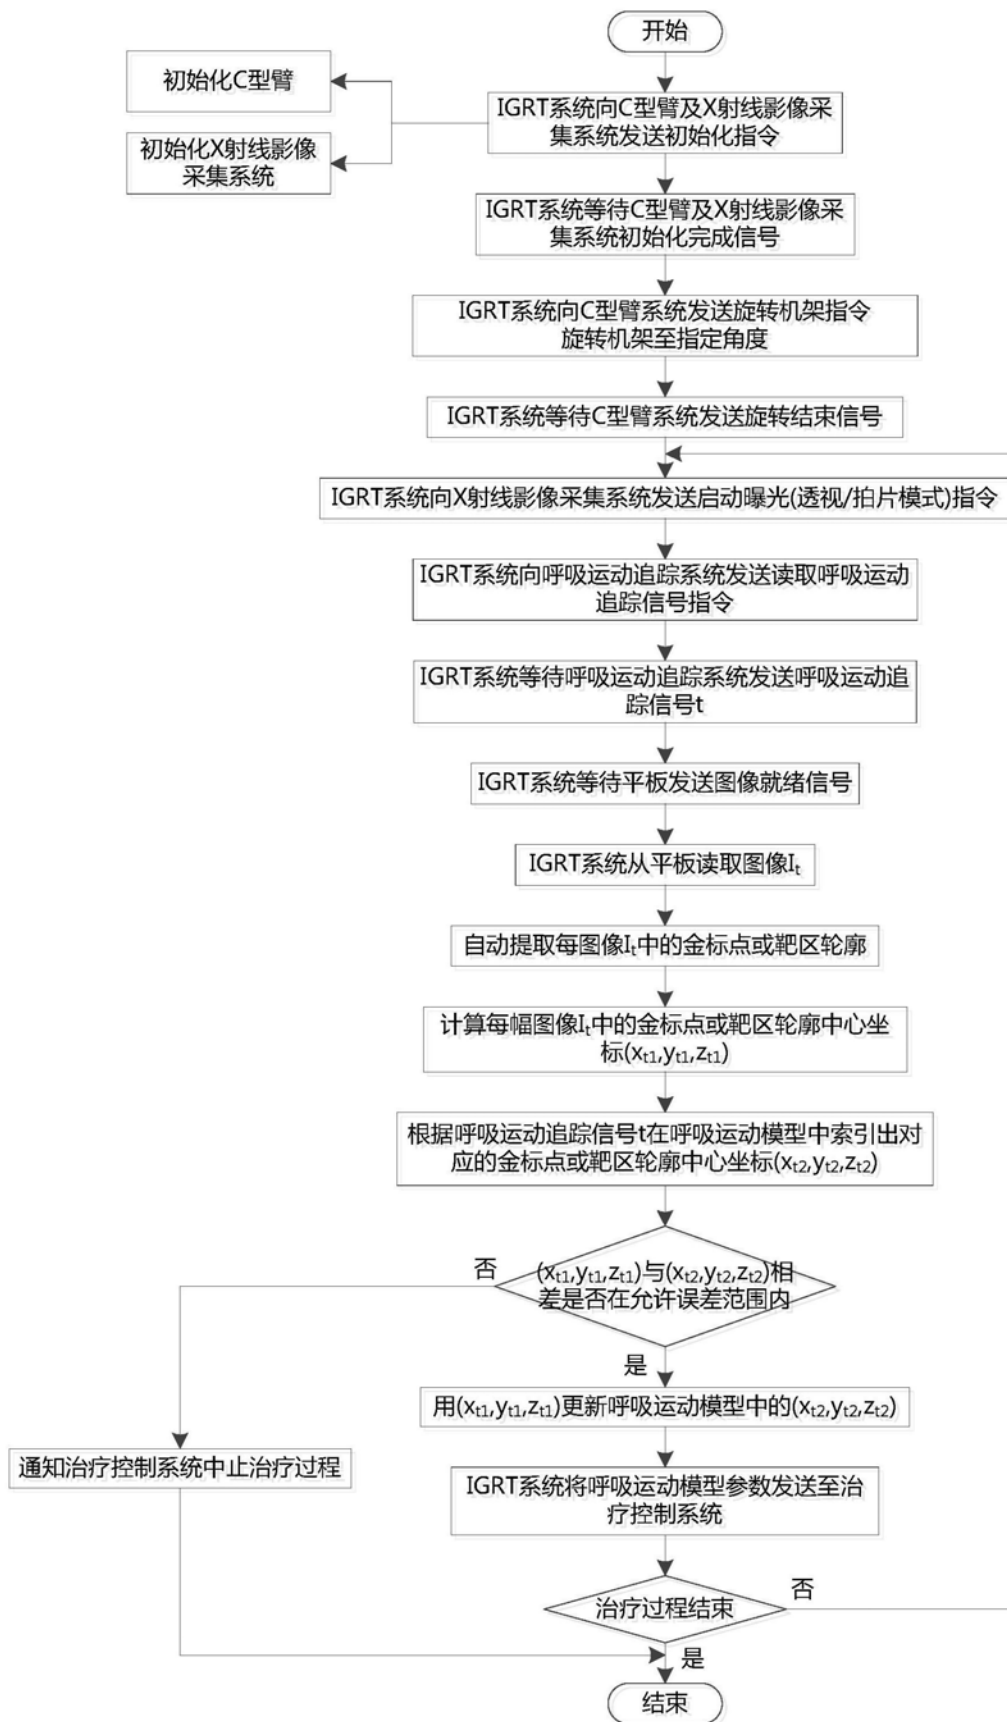 开始
初始化C型臂
IGRT系统向C型臂及X射线影像采
集系统发送初始化指令
初始化X射线影像
采集系统
IGRT系统等待C型臂及X射线影像采
集系统初始化完成信号
IGRT系统向C型臂系统发送旋转机架指令
旋转机架至指定角度
IGRT系统等待C型臂系统发送旋转结束信号
IGRT系统向X射线影像采集系统发送启动曝光(透视/拍片模式)指令
IGRT系统向呼吸运动追踪系统发送读取呼吸运动
追踪信号指令
IGRT系统等待呼吸运动追踪系统发送呼吸运动追
踪信号t
IGRT系统等待平板发送图像就绪信号
IGRT系统从平板读取图像Iₜ
自动提取每图像Iₜ中的金标点或靶区轮廓
计算每幅图像Iₜ中的金标点或靶区轮廓中心坐
标(xₜ₁,yₜ₁,zₜ₁)
根据呼吸运动追踪信号t在呼吸运动模型中索引出对
应的金标点或靶区轮廓中心坐标(xₜ₂,yₜ₂,zₜ₂)
否
(xₜ₁,yₜ₁,zₜ₁)与(xₜ₂,yₜ₂,zₜ₂)相
差是否在允许误差范围内
是
用(xₜ₁,yₜ₁,zₜ₁)更新呼吸运动模型中的(xₜ₂,yₜ₂,zₜ₂)
通知治疗控制系统中止治疗过程
IGRT系统将呼吸运动模型参数发送至治
疗控制系统
治疗过程结束
否
是
结束